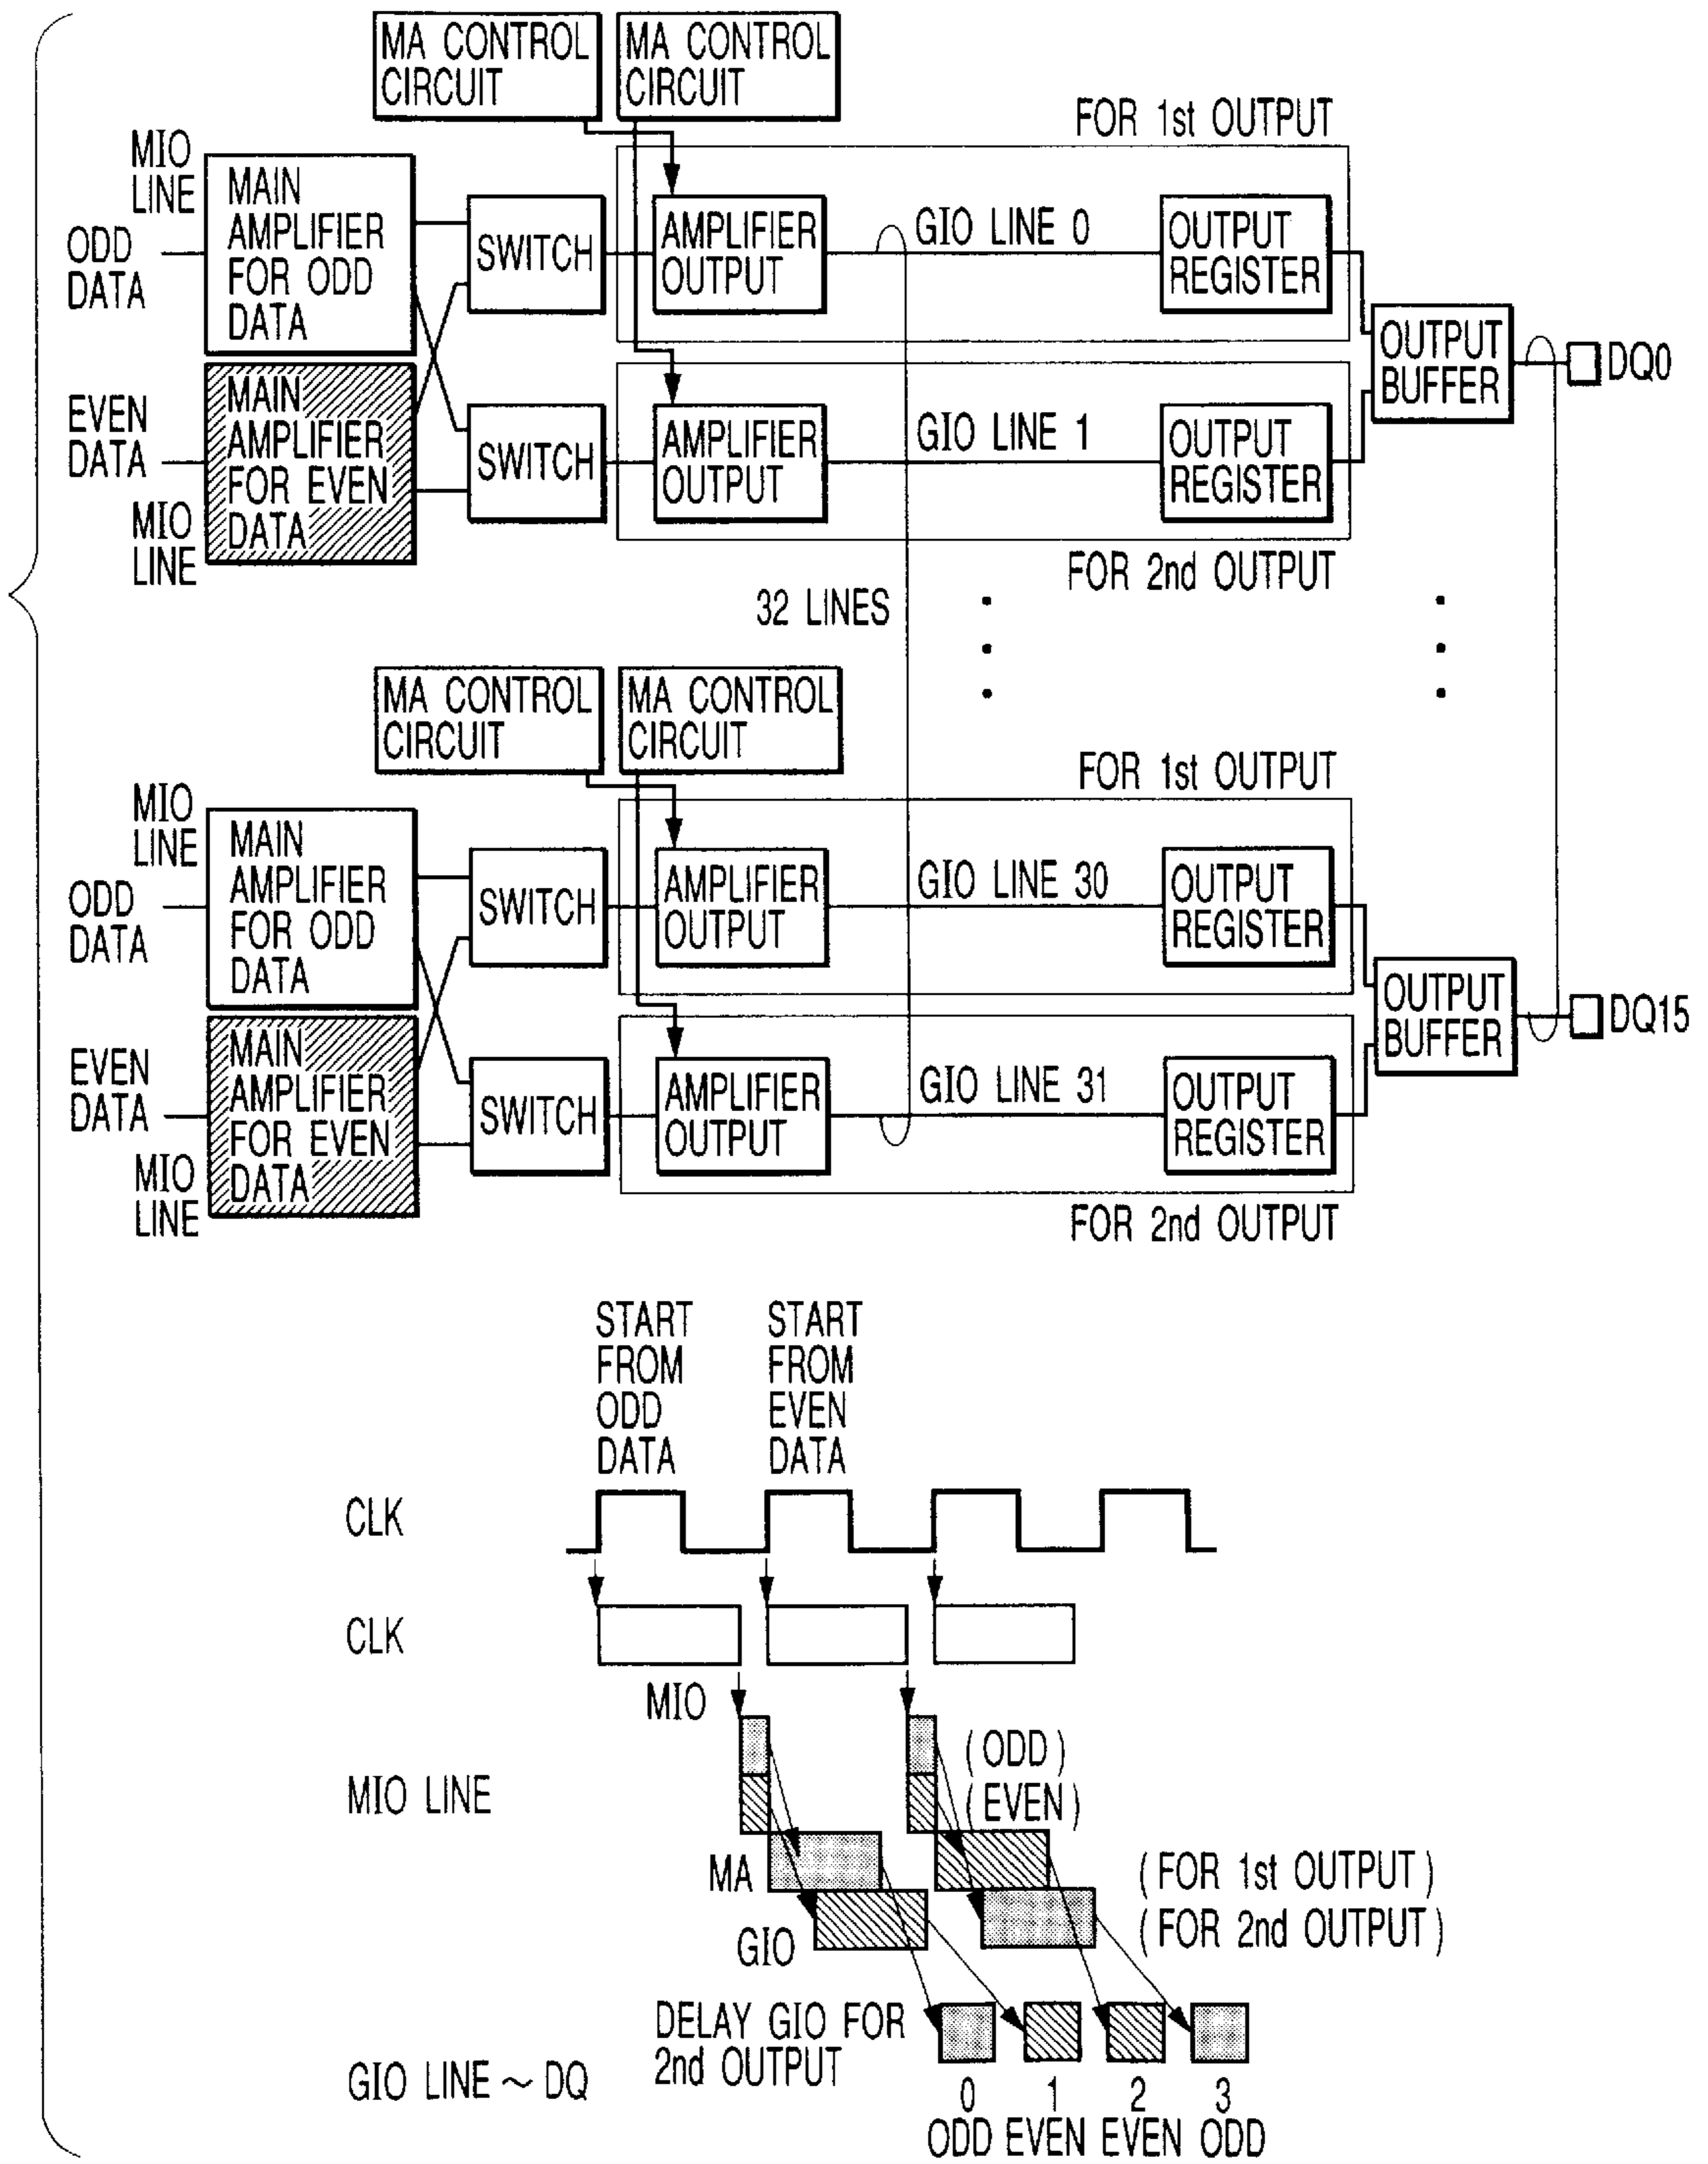 MA CONTROL
CIRCUIT
MA CONTROL
CIRCUIT
FOR 1st OUTPUT
MIO
LINE
ODD
DATA
MAIN
AMPLIFIER
FOR ODD
DATA
SWITCH
AMPLIFIER
OUTPUT
GIO LINE 0
OUTPUT
REGISTER
OUTPUT
BUFFER
DQ0
EVEN
DATA
MIO
LINE
MAIN
AMPLIFIER
FOR EVEN
DATA
SWITCH
AMPLIFIER
OUTPUT
GIO LINE 1
OUTPUT
REGISTER
FOR 2nd OUTPUT
32 LINES
MA CONTROL
CIRCUIT
MA CONTROL
CIRCUIT
FOR 1st OUTPUT
MIO
LINE
ODD
DATA
MAIN
AMPLIFIER
FOR ODD
DATA
SWITCH
AMPLIFIER
OUTPUT
GIO LINE 30
OUTPUT
REGISTER
OUTPUT
BUFFER
DQ15
EVEN
DATA
MIO
LINE
MAIN
AMPLIFIER
FOR EVEN
DATA
SWITCH
AMPLIFIER
OUTPUT
GIO LINE 31
OUTPUT
REGISTER
FOR 2nd OUTPUT
START
FROM
ODD
DATA
START
FROM
EVEN
DATA
CLK
CLK
MIO
(ODD)
(EVEN)
MIO LINE
MA
(FOR 1st OUTPUT)
(FOR 2nd OUTPUT)
GIO
DELAY GIO FOR
2nd OUTPUT
GIO LINE ~ DQ
0 1 2 3
ODD EVEN EVEN ODD